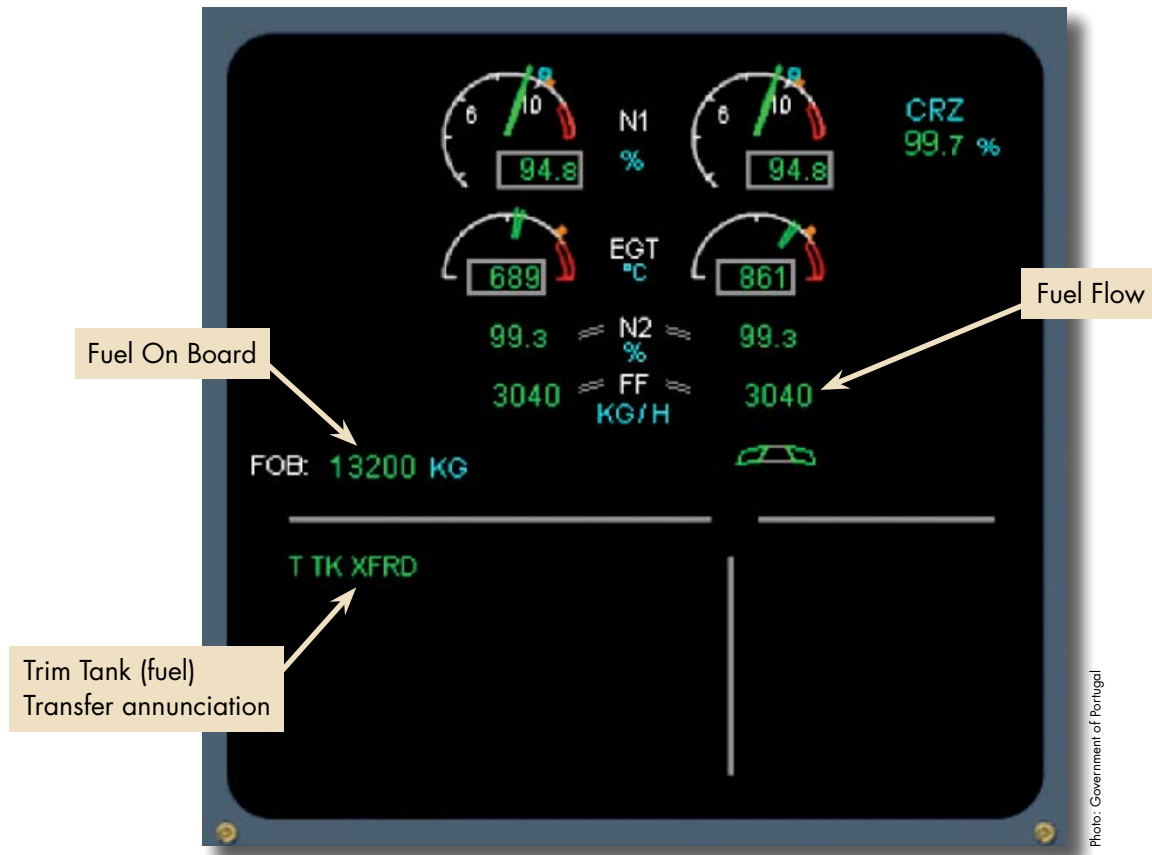 6 10 N1 6 10 CRZ
94.8 % 94.8 99.7 %
EGT
689 °C 861
Fuel Flow
99.3 N2 99.3
%
Fuel On Board
3040 FF 3040
KG/H
FOB: 13200 KG
T TK XFRD
Trim Tank (fuel)
Transfer annunciation
Photo: Government of Portugal